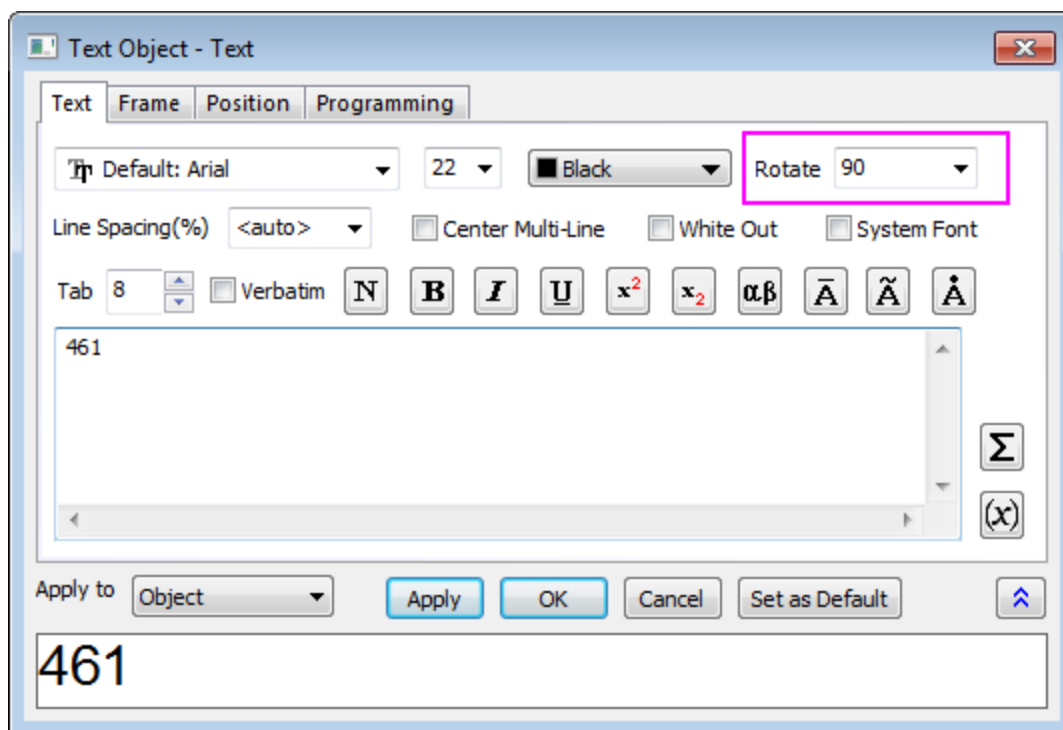 Text Object - Text
Text Frame Position Programming
Default: Arial 22 Black Rotate 90
Line Spacing(%) <auto> Center Multi-Line White Out System Font
Tab 8 Verbatim N B I U x² x₂ αβ Ā Ã Å
461
Σ
(x)
Apply to Object Apply OK Cancel Set as Default
461